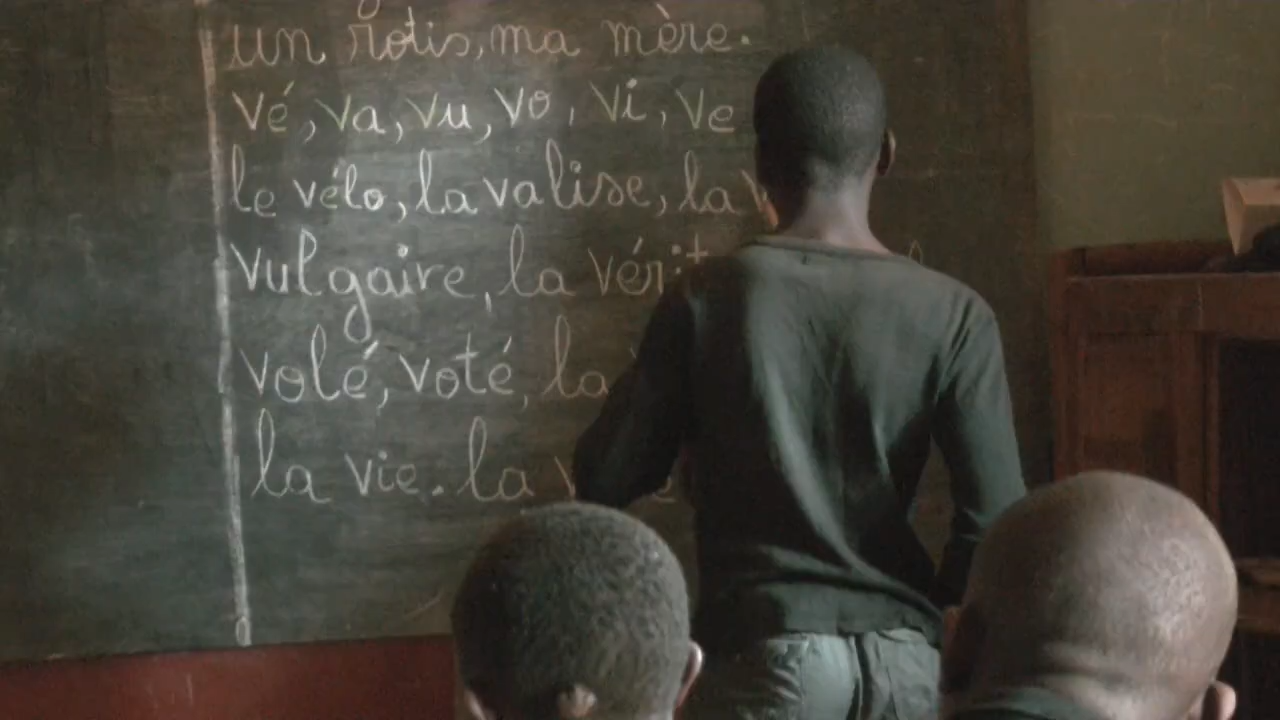 un rôtis, ma mère.
Vé, va, vu, vo, vi, ve
le vélo, la valise, la
vulgaire, la vérit
volé, voté, la
la vie. la